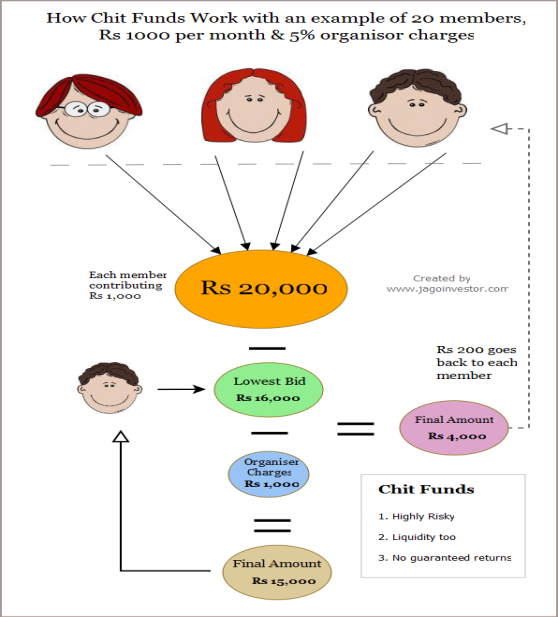 How Chit Funds Work with an example of 20 members,
Rs 1000 per month & 5% organisor charges
Each member
contributing
Rs 1,000
Rs 20,000
Created by
www.jagoinvestor.com
Rs 200 goes
back to each
member
Lowest Bid
Rs 16,000
Final Amount
Rs 4,000
Organiser
Charges
Rs 1,000
Chit Funds
1. Highly Risky
2. Liquidity too
3. No guaranteed returns
Final Amount
Rs 15,000